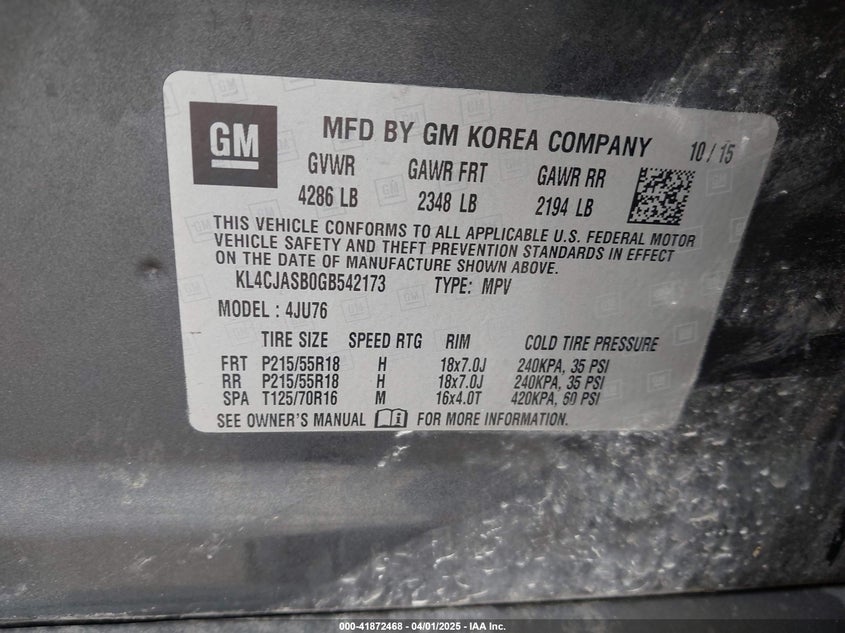 GM
MFD BY GM KOREA COMPANY 10 / 15
GVWR GAWR FRT GAWR RR
4286 LB 2348 LB 2194 LB
THIS VEHICLE CONFORMS TO ALL APPLICABLE U.S. FEDERAL MOTOR
VEHICLE SAFETY AND THEFT PREVENTION STANDARDS IN EFFECT
ON THE DATE OF MANUFACTURE SHOWN ABOVE.
KL4CJASB0GB542173 TYPE: MPV
MODEL : 4JU76
TIRE SIZE SPEED RTG RIM COLD TIRE PRESSURE
FRT P215/55R18 H 18x7.0J 240KPA, 35 PSI
RR P215/55R18 H 18x7.0J 240KPA, 35 PSI
SPA T125/70R16 M 16x4.0T 420KPA, 60 PSI
SEE OWNER'S MANUAL FOR MORE INFORMATION.
000-41872468 | 04/01/2025 | IAA Inc.